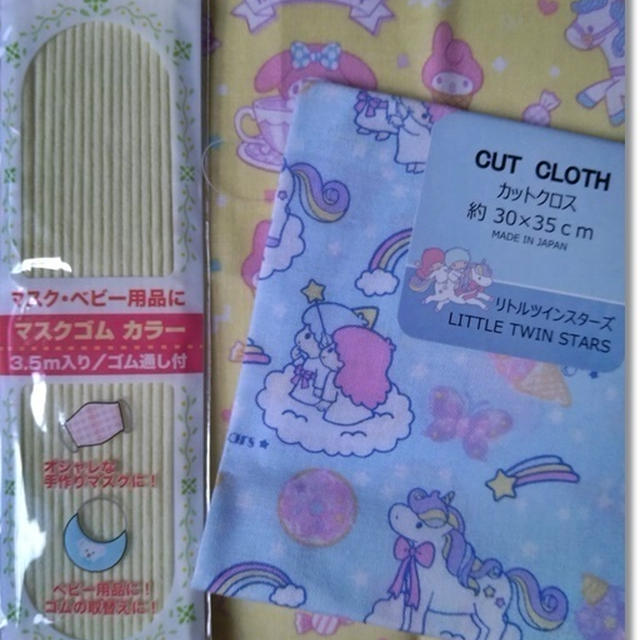 マスク・ベビー用品に
マスクゴム カラー
3.5m入り/ゴム通し付
オシャレな
手作りマスクに!
ベビー用品に!
ゴムの取替えに!
CUT CLOTH
カットクロス
約 30×35cm
MADE IN JAPAN
リトルツインスターズ
LITTLE TWIN STARS